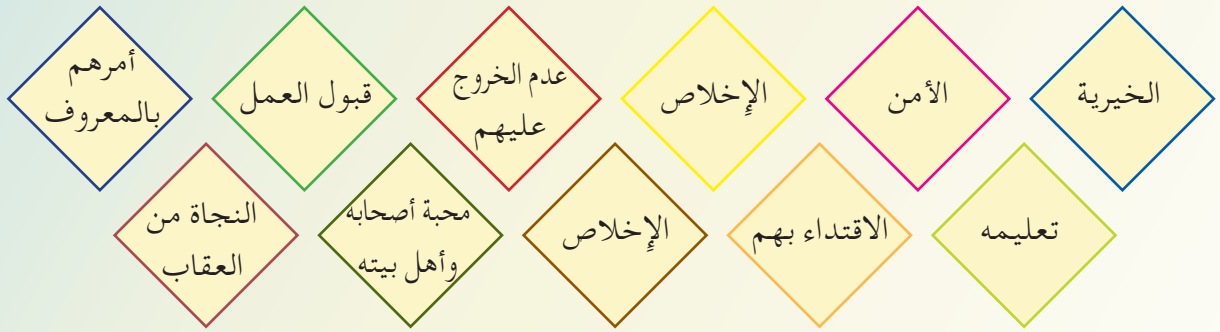 الخيرية
الأمن
الإخلاص
عدم الخروج
عليهم
قبول العمل
أمرهم
بالمعروف
تعليمه
الاقتداء بهم
الإخلاص
محبة أصحابه
وأهل بيته
النجاة من
العقاب